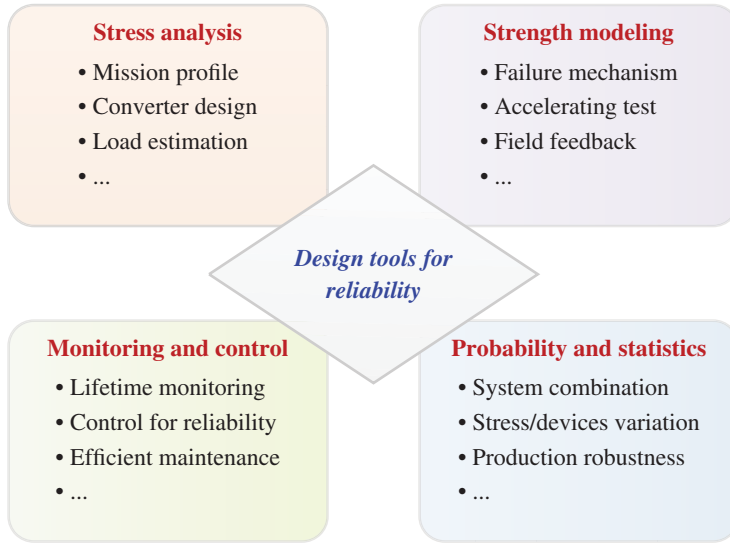 Stress analysis
• Mission profile
• Converter design
• Load estimation
• ...
Strength modeling
• Failure mechanism
• Accelerating test
• Field feedback
• ...
Design tools for
reliability
Monitoring and control
• Lifetime monitoring
• Control for reliability
• Efficient maintenance
• ...
Probability and statistics
• System combination
• Stress/devices variation
• Production robustness
• ...